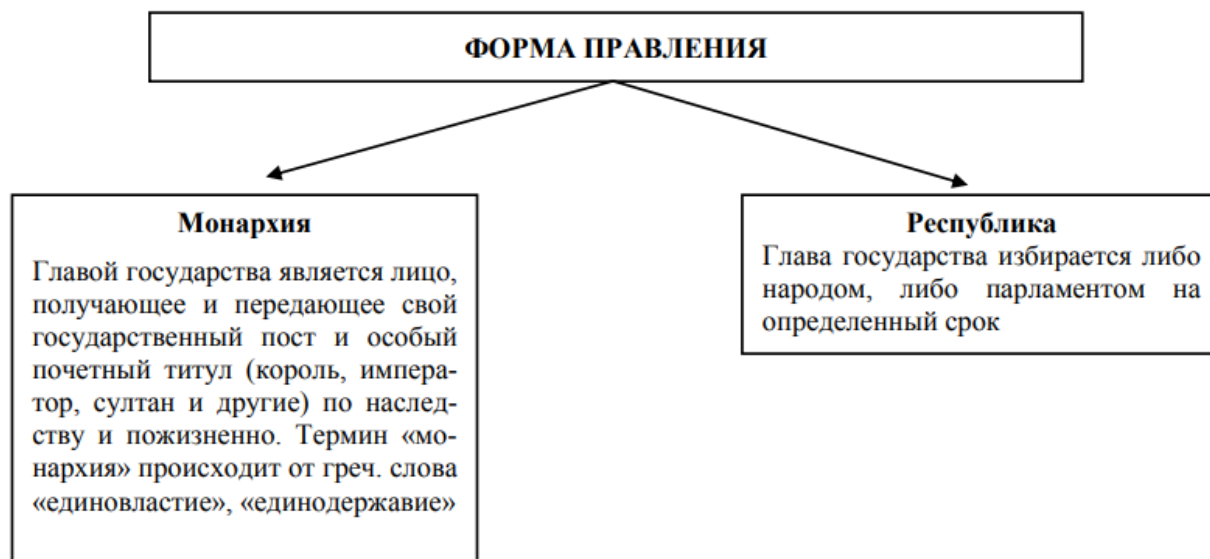 ФОРМА ПРАВЛЕНИЯ
Монархия
Главой государства является лицо,
получающее и передающее свой
государственный пост и особый
почетный титул (король, импера-
тор, султан и другие) по наслед-
ству и пожизненно. Термин «мо-
нархия» происходит от греч. слова
«единовластие», «единодержавие»
Республика
Глава государства избирается либо
народом, либо парламентом на
определенный срок